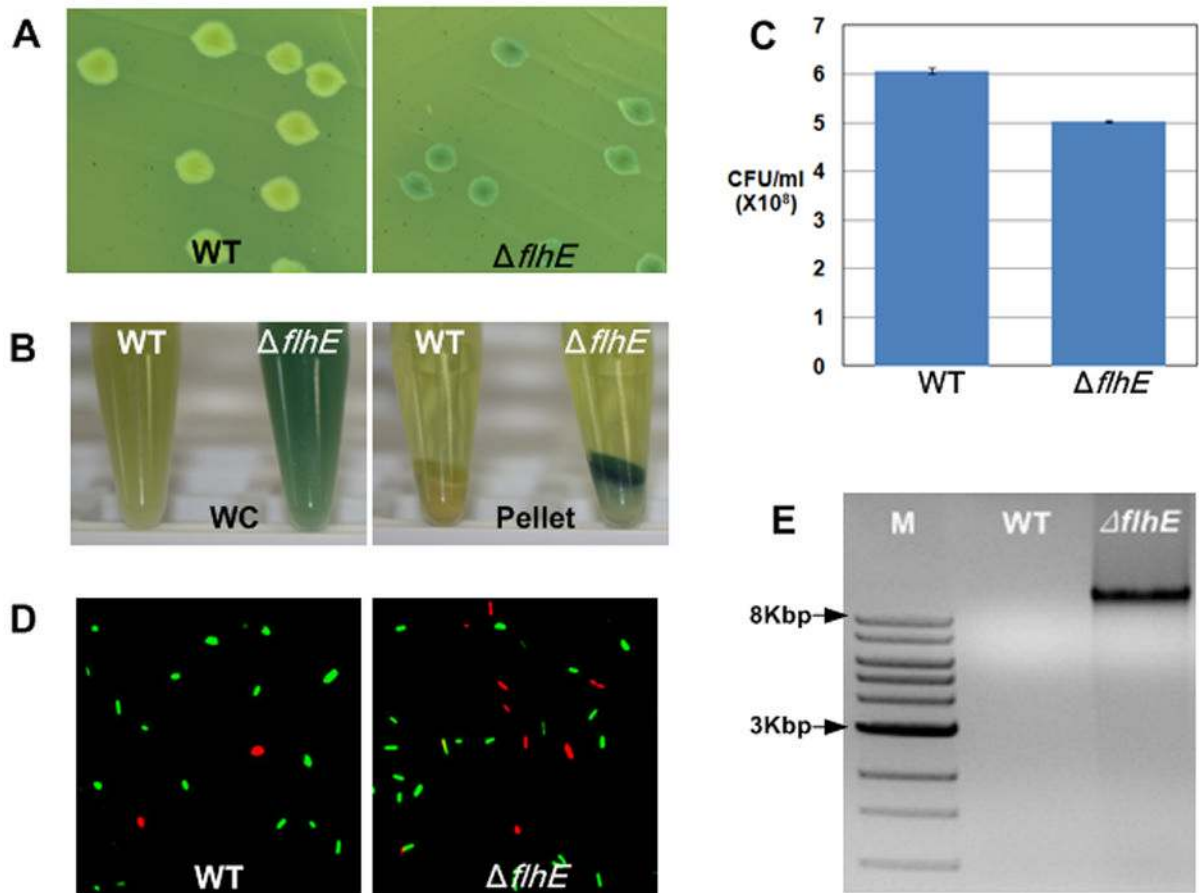 A
WT
ΔflhE
B
WT
ΔflhE
WC
WT
ΔflhE
Pellet
C
7
6
5
4
3
2
1
0
CFU/ml
(X10⁸)
WT
ΔflhE
D
WT
ΔflhE
E
M
WT
ΔflhE
8Kbp
3Kbp